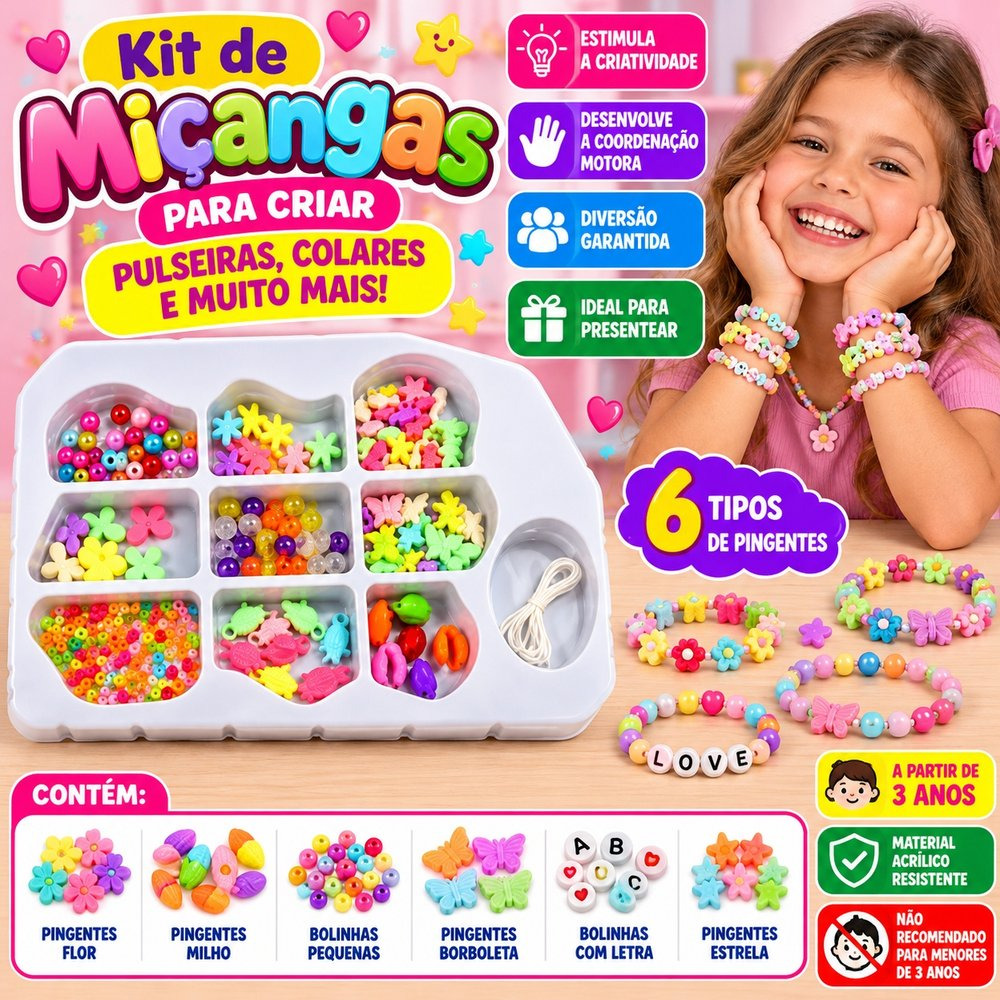 Kit de
Miçangas
PARA CRIAR
PULSEIRAS, COLARES
E MUITO MAIS!
ESTIMULA
A CRIATIVIDADE
DESENVOLVE
A COORDENAÇÃO
MOTORA
DIVERSÃO
GARANTIDA
IDEAL PARA
PRESENTEAR
6 TIPOS
DE PINGENTES
LOVE
CONTÉM:
PINGENTES
FLOR
PINGENTES
MILHO
BOLINHAS
PEQUENAS
PINGENTES
BORBOLETA
A B
U C
BOLINHAS
COM LETRA
PINGENTES
ESTRELA
A PARTIR DE
3 ANOS
MATERIAL
ACRÍLICO
RESISTENTE
NÃO
RECOMENDADO
PARA MENORES
DE 3 ANOS